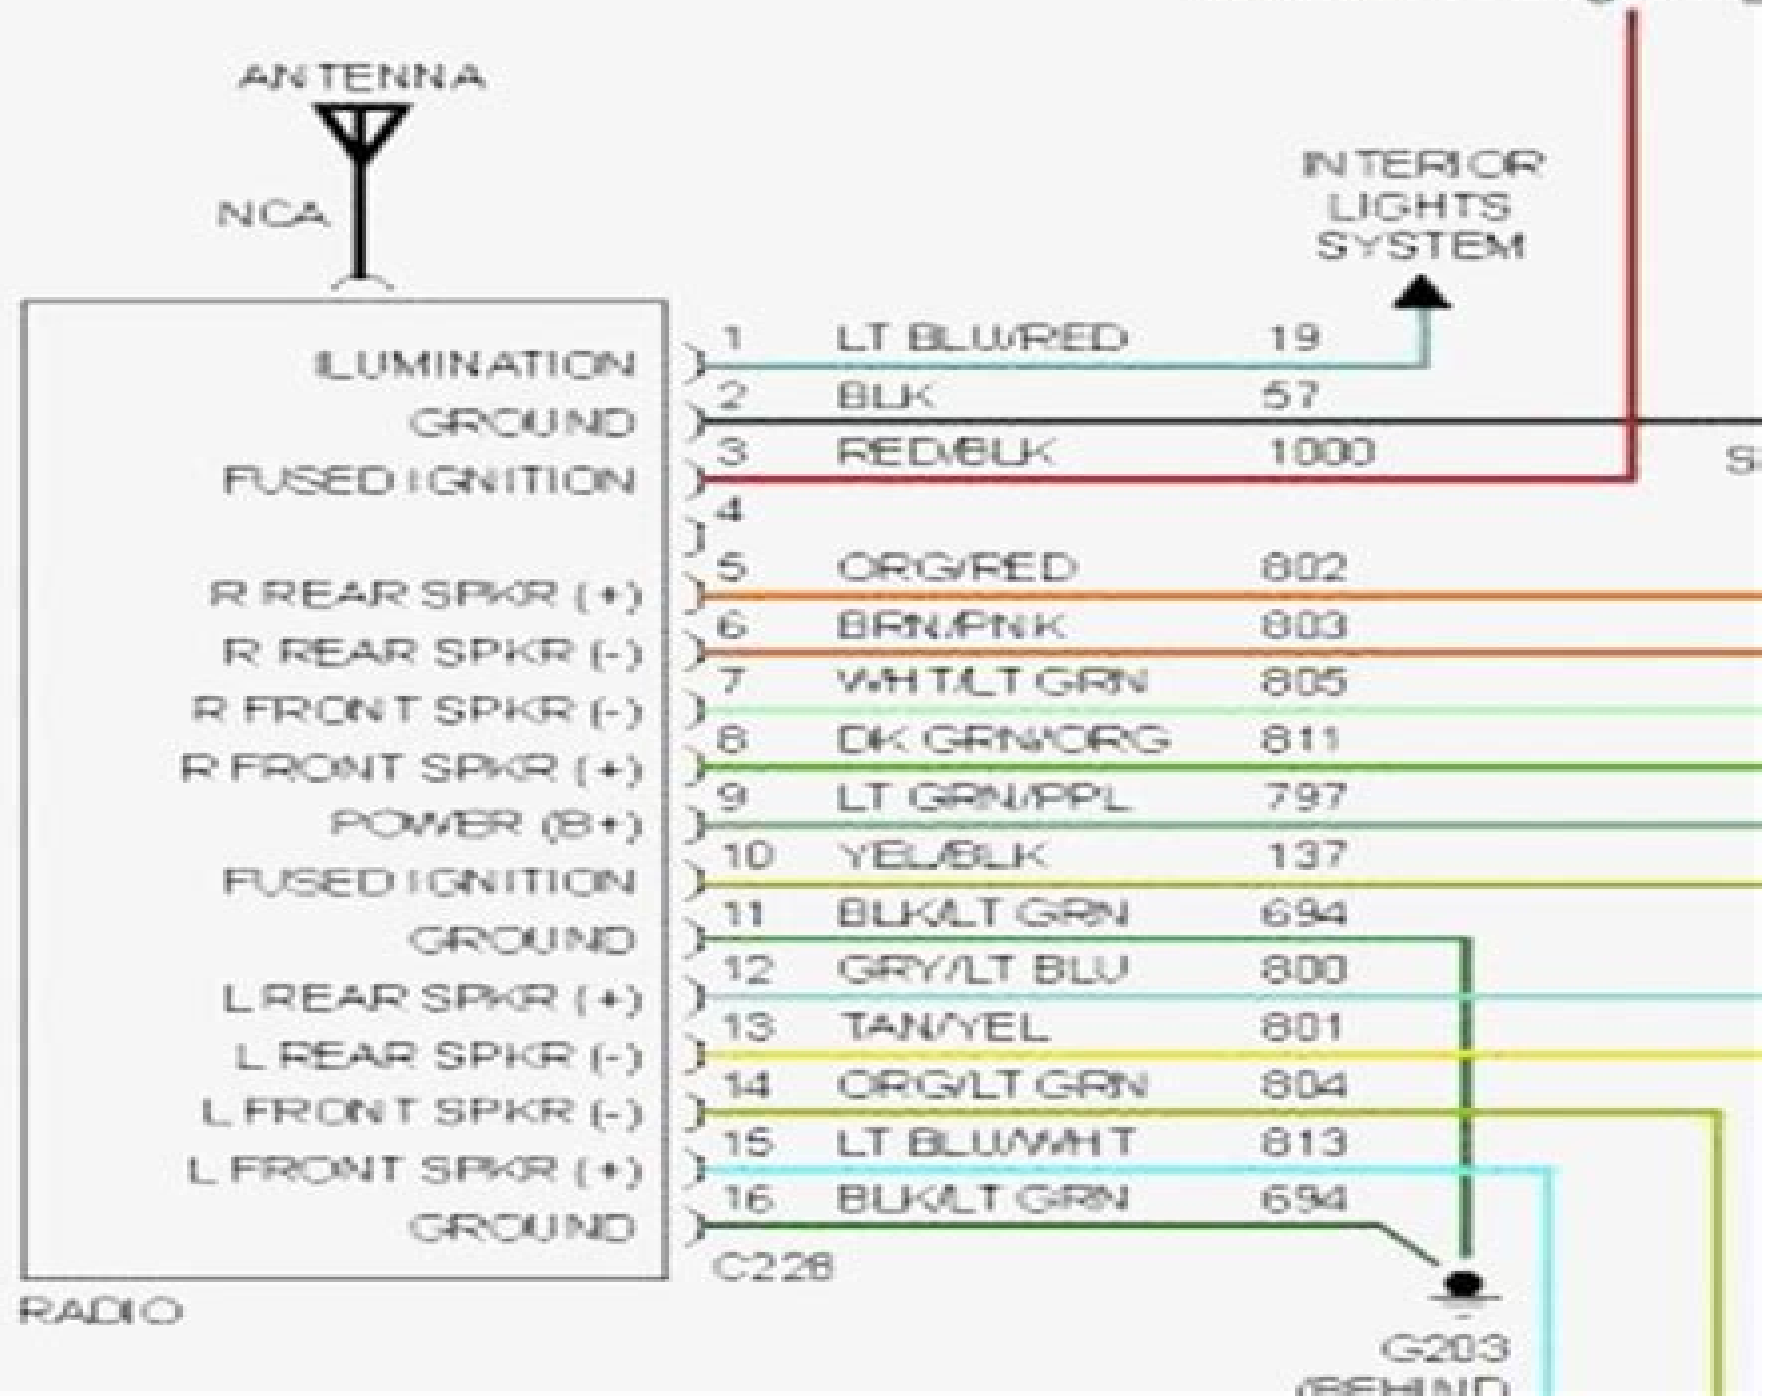 ANTENNA
NCA
INTERIOR
LIGHTS
SYSTEM
ILUMINATION 1 LT BLU/RED 19
GROUND 2 BLK 57
FUSED IGNITION 3 RED/BLK 1000
4
R REAR SPKR (+) 5 ORG/RED 802
R REAR SPKR (-) 6 BRN/PNK 803
R FRONT SPKR (-) 7 WHT/LT GRN 805
R FRONT SPKR (+) 8 DK GRN/ORG 811
POWER (B+) 9 LT GRN/PPL 797
FUSED IGNITION 10 YEL/BLK 137
GROUND 11 BLK/LT GRN 694
L REAR SPKR (+) 12 GRY/LT BLU 800
L REAR SPKR (-) 13 TAN/YEL 801
L FRONT SPKR (-) 14 ORG/LT GRN 804
L FRONT SPKR (+) 15 LT BLU/WHT 813
GROUND 16 BLK/LT GRN 694
C228
RADIO
G203
(BEHIND